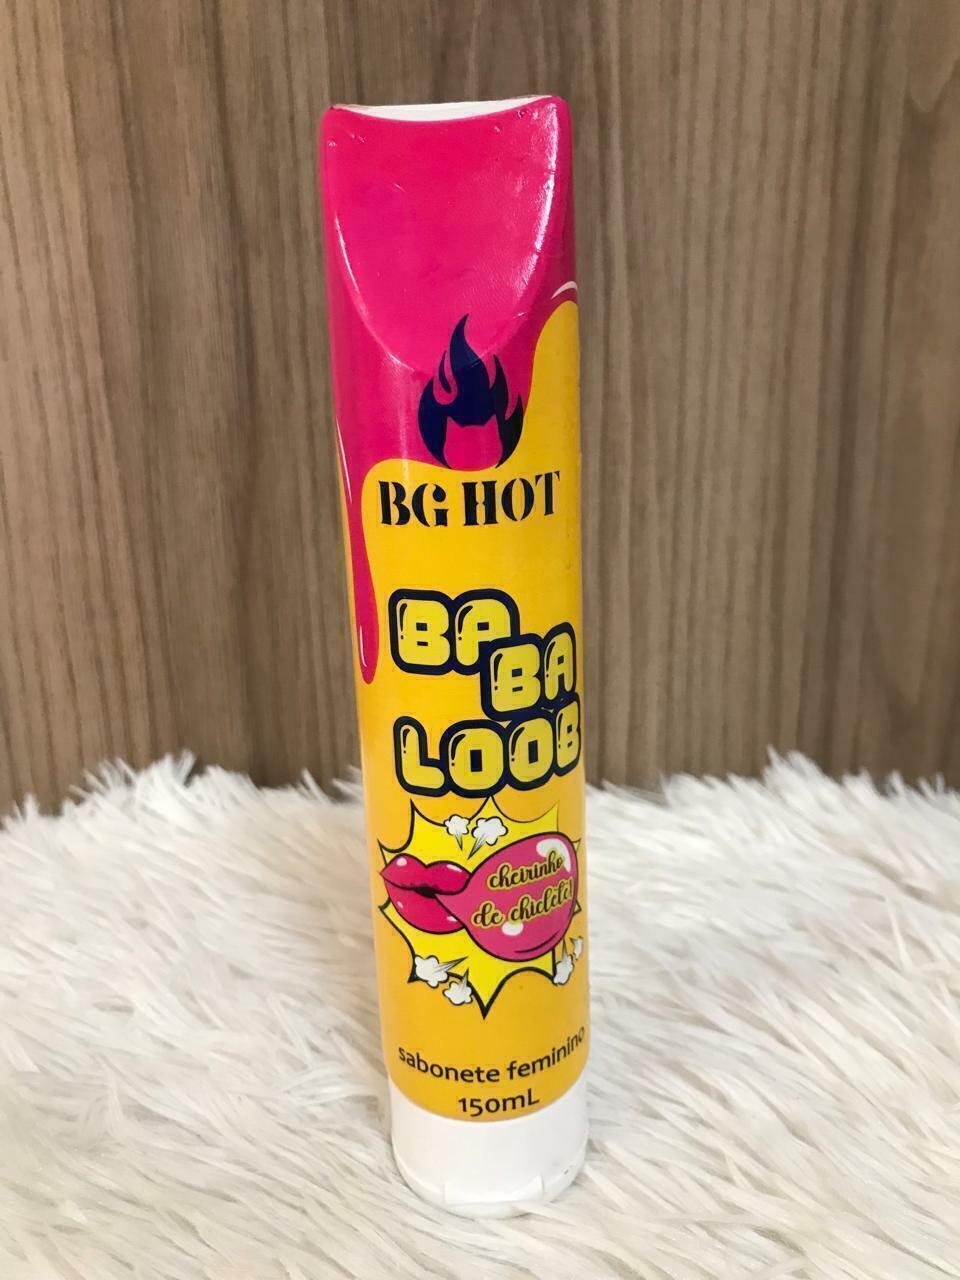 BG HOT
BA
BA
LOOB
cheirinho
de chiclete!
sabonete feminino
150mL